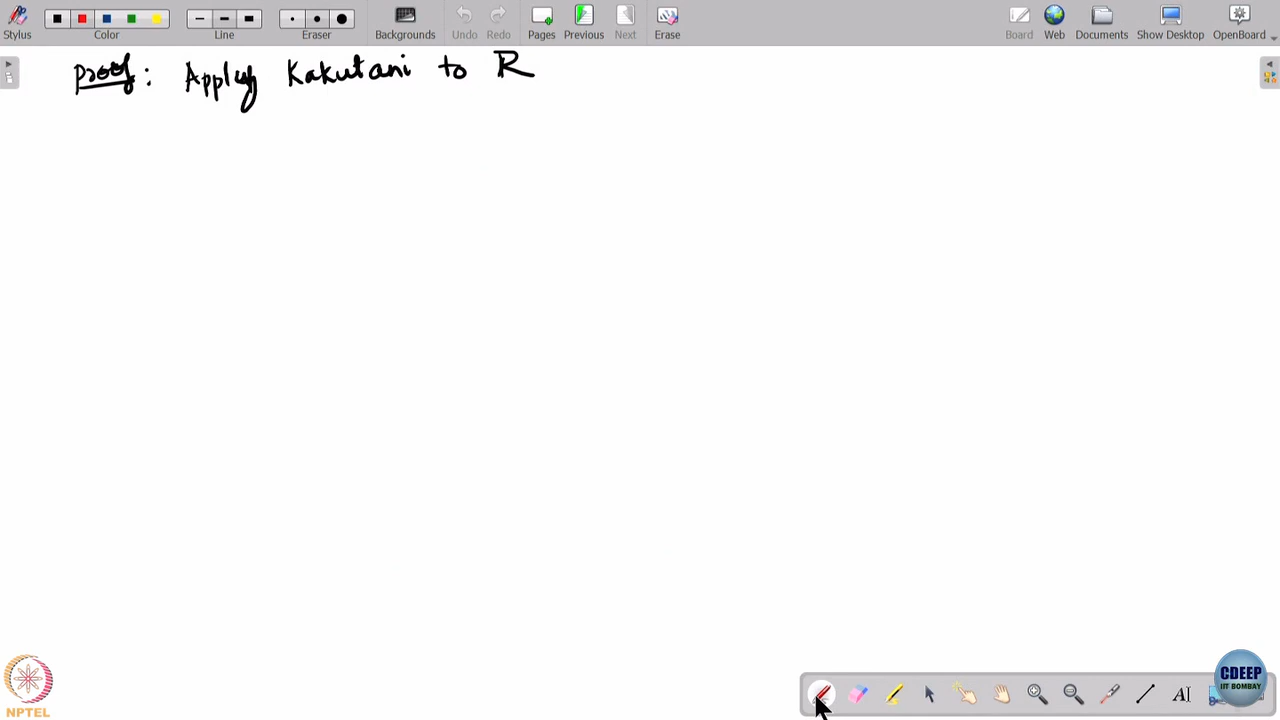 Stylus Color Line Eraser Backgrounds Undo Redo Pages Previous Next Erase Board Web Documents Show Desktop OpenBoard
Proof: Apply Kakutani to R
NPTEL
CDEEP
IIT BOMBAY